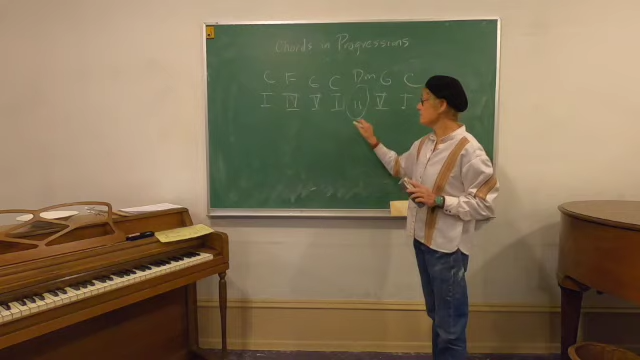 Chords in Progressions
C F C C Dm G C
I IV V I ii V I